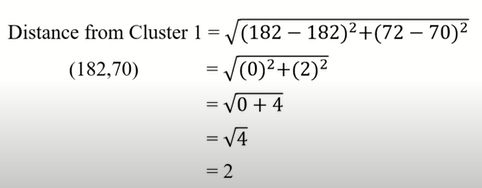 Distance from Cluster 1 = √(182 − 182)²+(72 − 70)²
(182,70) = √(0)²+(2)²
= √0 + 4
= √4
= 2